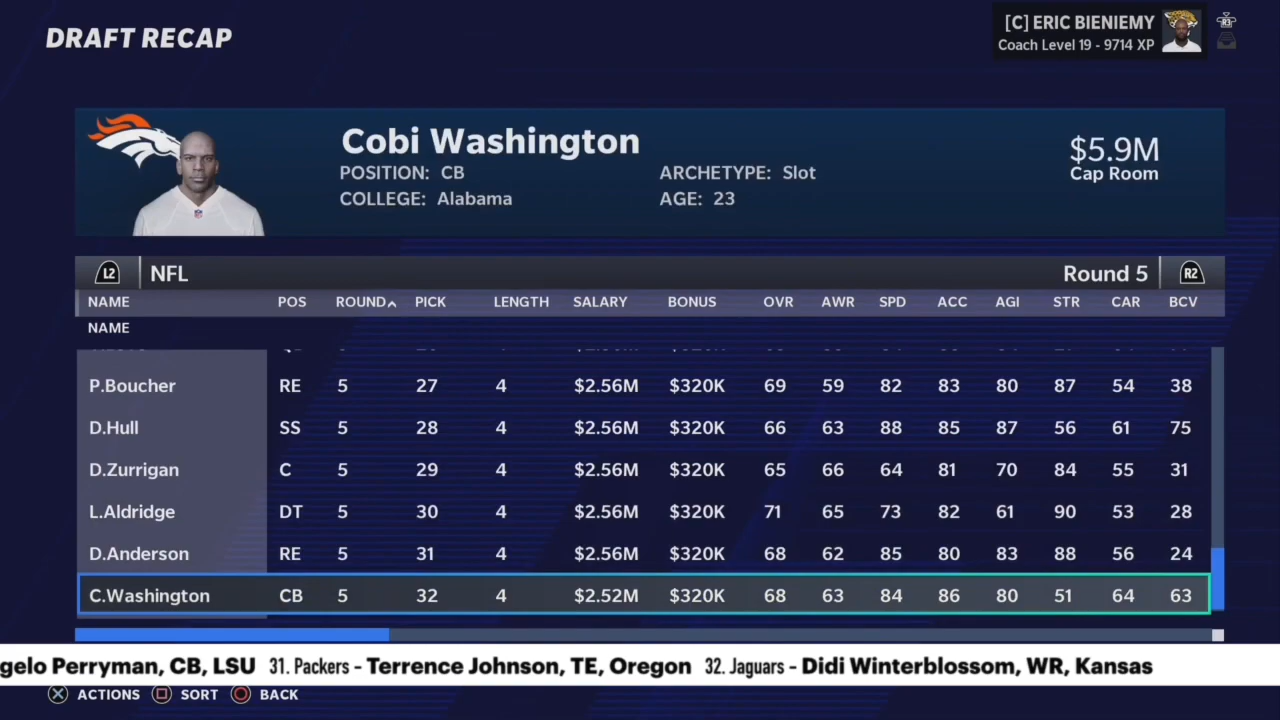 DRAFT RECAP
[C] ERIC BIENIEMY
Coach Level 19 - 9714 XP
R3
Cobi Washington
POSITION: CB
ARCHETYPE: Slot
COLLEGE: Alabama
AGE: 23
$5.9M
Cap Room
L2 NFL Round 5 R2
NAME POS ROUND PICK LENGTH SALARY BONUS OVR AWR SPD ACC AGI STR CAR BCV
NAME
P.Boucher RE 5 27 4 $2.56M $320K 69 59 82 83 80 87 54 38
D.Hull SS 5 28 4 $2.56M $320K 66 63 88 85 87 56 61 75
D.Zurrigan C 5 29 4 $2.56M $320K 65 66 64 81 70 84 55 31
L.Aldridge DT 5 30 4 $2.56M $320K 71 65 73 82 61 90 53 28
D.Anderson RE 5 31 4 $2.56M $320K 68 62 85 80 83 88 56 24
C.Washington CB 5 32 4 $2.52M $320K 68 63 84 86 80 51 64 63
gelo Perryman, CB, LSU 31. Packers - Terrence Johnson, TE, Oregon 32. Jaguars - Didi Winterblossom, WR, Kansas
ACTIONS SORT BACK